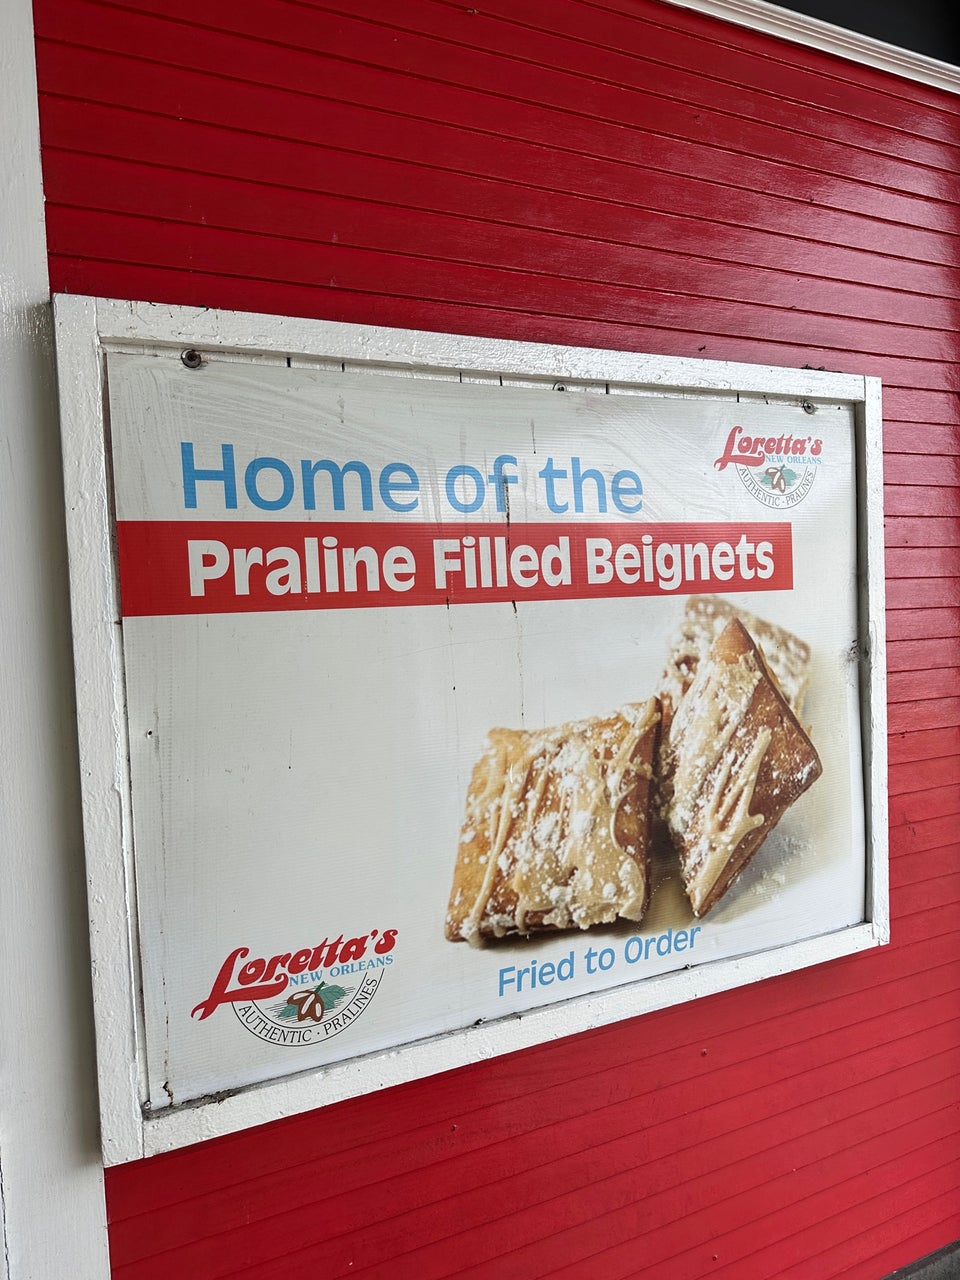 Home of the
Praline Filled Beignets
Loretta's
NEW ORLEANS
AUTHENTIC · PRALINES
Fried to Order
Loretta's
NEW ORLEANS
AUTHENTIC · PRALINES